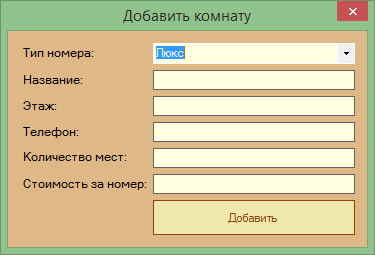 Добавить комнату
Тип номера: Люкс
Название:
Этаж:
Телефон:
Количество мест:
Стоимость за номер:
Добавить